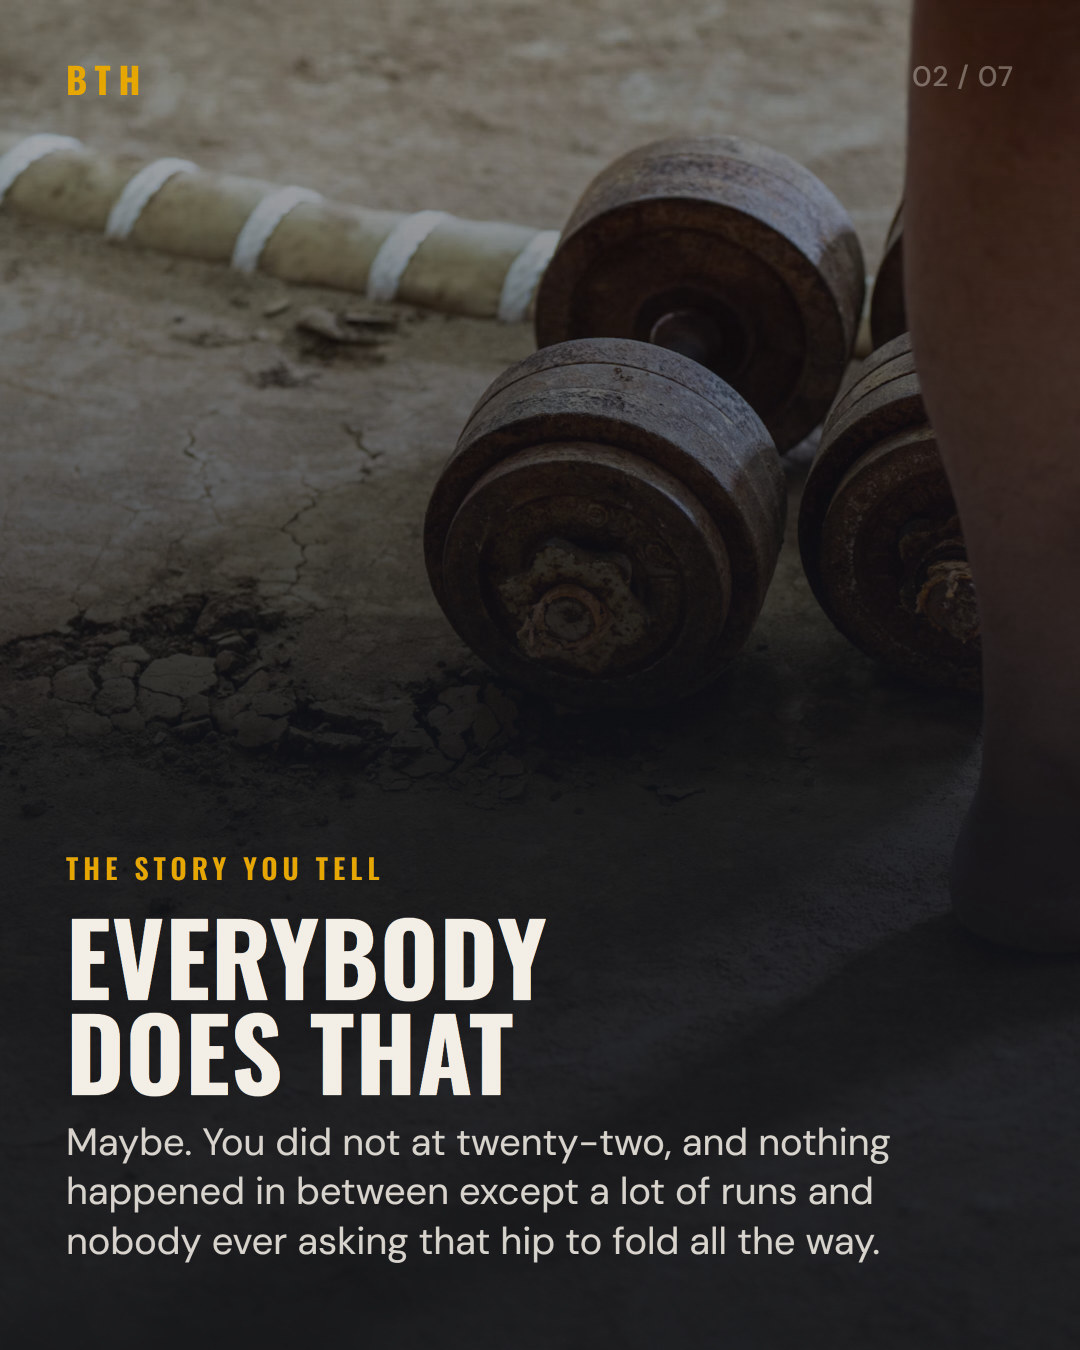 BTH
02 / 07
THE STORY YOU TELL
EVERYBODY
DOES THAT
Maybe. You did not at twenty-two, and nothing
happened in between except a lot of runs and
nobody ever asking that hip to fold all the way.